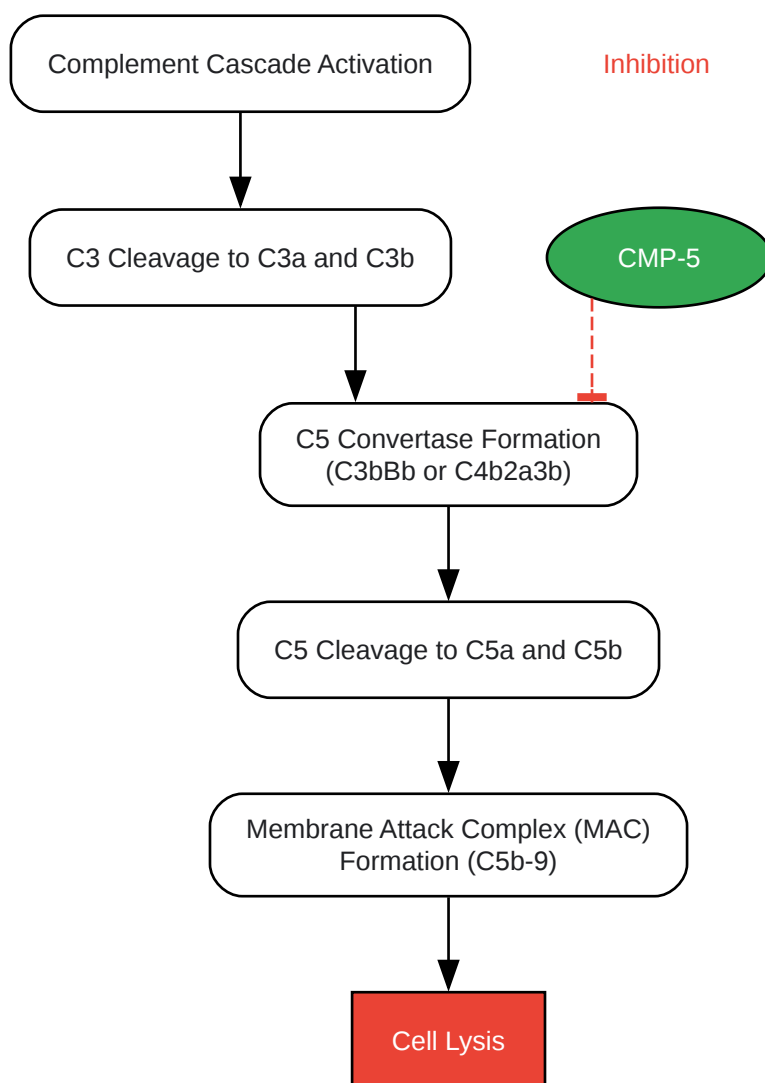 Complement Cascade Activation
Inhibition
C3 Cleavage to C3a and C3b
CMP-5
C5 Convertase Formation
(C3bBb or C4b2a3b)
C5 Cleavage to C5a and C5b
Membrane Attack Complex (MAC)
Formation (C5b-9)
Cell Lysis